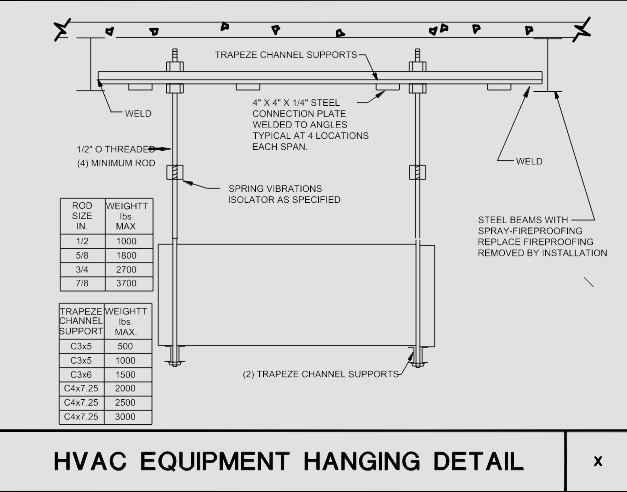 TRAPEZE CHANNEL SUPPORTS
4" X 4" X 1/4" STEEL
CONNECTION PLATE
WELDED TO ANGLES
TYPICAL AT 4 LOCATIONS
EACH SPAN.
WELD
1/2" O THREADED
(4) MINIMUM ROD
WELD
SPRING VIBRATIONS
ISOLATOR AS SPECIFIED
STEEL BEAMS WITH
SPRAY-FIREPROOFING
REPLACE FIREPROOFING
REMOVED BY INSTALLATION
ROD WEIGHTT
SIZE lbs
IN. MAX
1/2 1000
5/8 1800
3/4 2700
7/8 3700
TRAPEZE WEIGHTT
CHANNEL lbs.
SUPPORT MAX.
C3x5 500
C3x5 1000
C3x6 1500
C4x7.25 2000
C4x7.25 2500
C4x7.25 3000
(2) TRAPEZE CHANNEL SUPPORTS
HVAC EQUIPMENT HANGING DETAIL
X